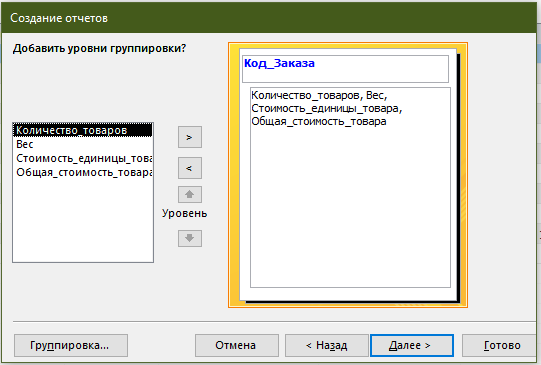 Создание отчетов
Добавить уровни группировки?
Количество_товаров
Вес
Стоимость_единицы_това
Общая_стоимость_товара
>
<
Уровень
Код_Заказа
Количество_товаров, Вес,
Стоимость_единицы_товара,
Общая_стоимость_товара
Группировка...
Отмена
< Назад
Далее >
Готово